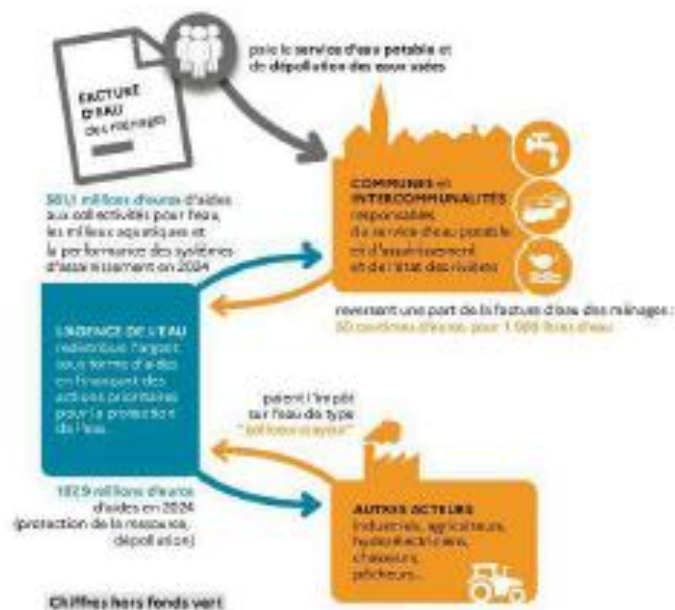 paie le service d'eau potable et
de dépollution des eaux usées
FACTURE
D'EAU
des ménages
COMMUNES et
INTERCOMMUNALITÉS
responsables
du service d'eau potable
et d'assainissement
et de l'état des rivières
millions d'euros d'aides
aux collectivités pour l'eau,
les milieux aquatiques et
la performance des systèmes
d'assainissement en 2024
reversent une part de la facture d'eau des ménages :
centimes d'euros pour 1 000 litres d'eau
L'AGENCE DE L'EAU
redistribue l'argent
sous forme d'aides
en finançant des
actions prioritaires
pour la protection
de l'eau...
paient l'impôt
sur l'eau de type
"pollueur-payeur"
millions d'euros
d'aides en 2024
(protection de la ressource,
dépollution)
AUTRES ACTEURS
industriels, agriculteurs,
hydroélectriciens,
chasseurs,
pêcheurs...
Chiffres hors fonds vert